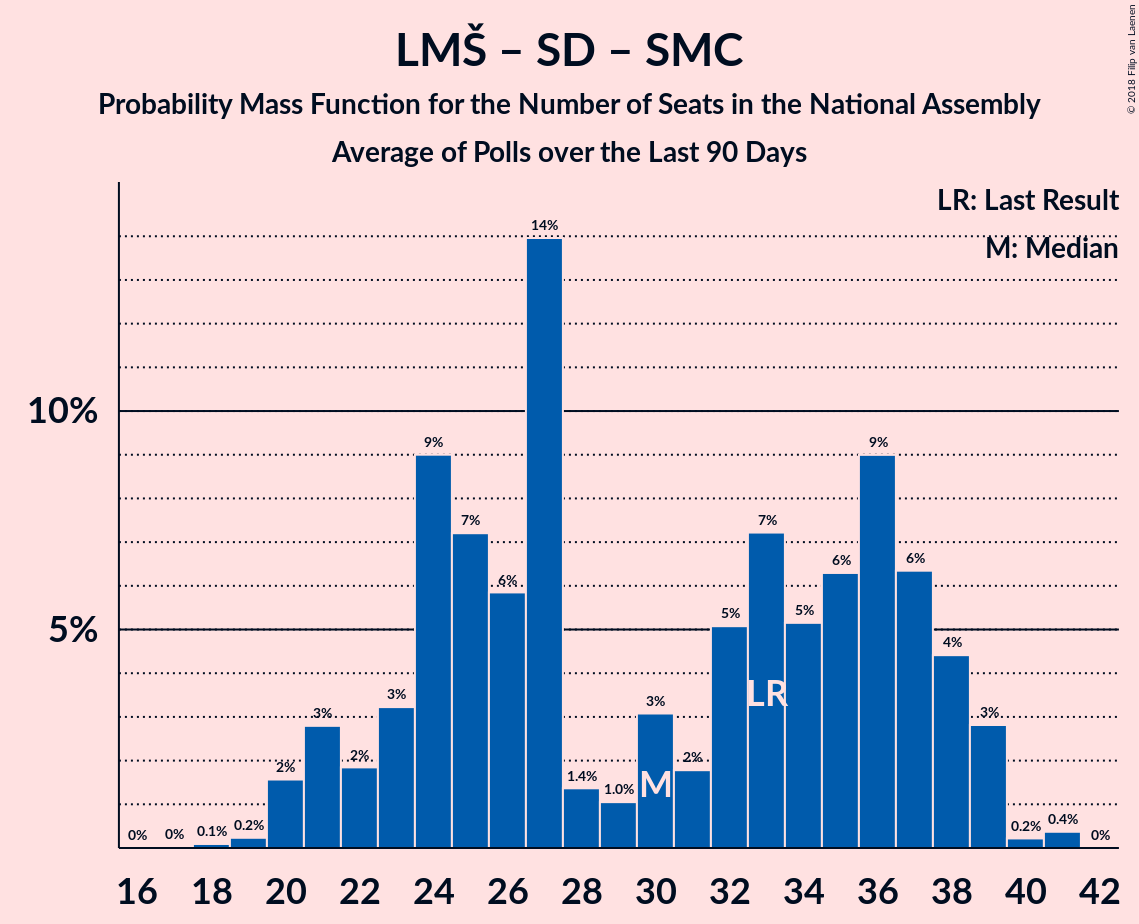 LMŠ – SD – SMC
Probability Mass Function for the Number of Seats in the National Assembly
Average of Polls over the Last 90 Days
© 2018 Filip van Laenen
LR: Last Result
M: Median
10%
5%
0% 0% 0.1% 0.2% 2% 3% 2% 3% 9% 7% 6% 14% 1.4% 1.0% 3% 2% 5% 7% 5% 6% 9% 6% 4% 3% 0.2% 0.4% 0%
M LR
16 18 20 22 24 26 28 30 32 34 36 38 40 42